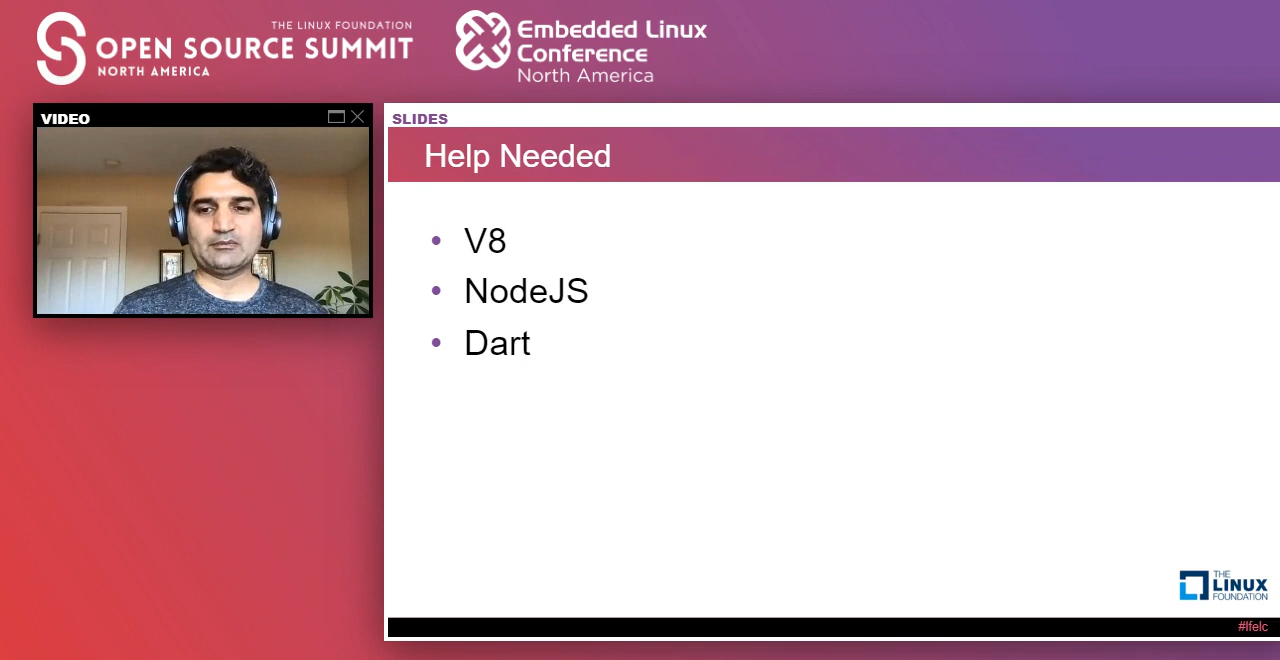 THE LINUX FOUNDATION
OPEN SOURCE SUMMIT
NORTH AMERICA
Embedded Linux
Conference
North America
VIDEO
SLIDES
Help Needed
• V8
• NodeJS
• Dart
THE
LINUX
FOUNDATION
#lfelc